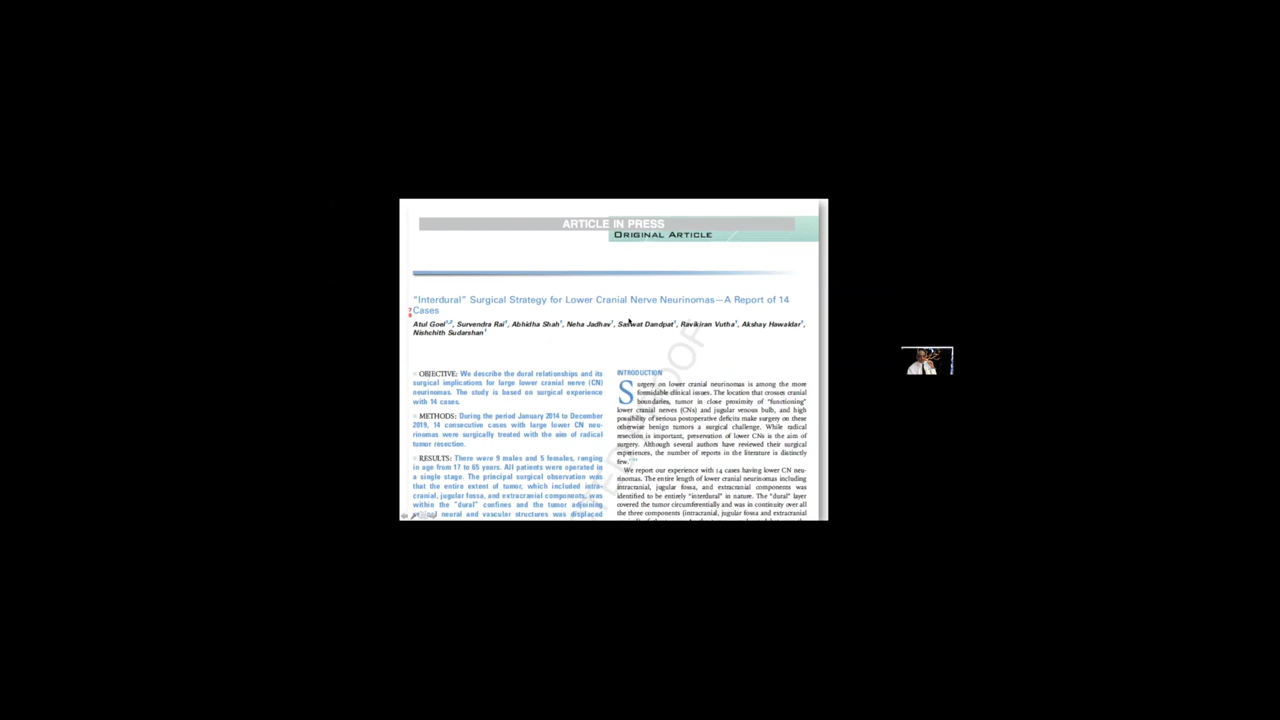 ARTICLE IN PRESS
ORIGINAL ARTICLE
"Interdural" Surgical Strategy for Lower Cranial Nerve Neurinomas—A Report of 14
Cases
Atul Goel1,2, Survendra Rai1, Abhidha Shah1, Neha Jadhav1, Saswat Dandpat1, Ravikiran Vutha1, Akshay Hawaldar1,
Nishchith Sudarshan1
OBJECTIVE: We describe the dural relationships and its
surgical implications for large lower cranial nerve (CN)
neurinomas. The study is based on surgical experience
with 14 cases.
METHODS: During the period January 2014 to December
2019, 14 consecutive cases with large lower CN neu-
rinomas were surgically treated with the aim of radical
tumor resection.
RESULTS: There were 9 males and 5 females, ranging
in age from 17 to 65 years. All patients were operated in
a single stage. The principal surgical observation was
that the entire extent of tumor, which included intra-
cranial, jugular fossa, and extracranial components, was
within the "dural" confines and the tumor adjoining
neural and vascular structures was displaced
INTRODUCTION
Surgery on lower cranial neurinomas is among the more
formidable clinical issues. The location that crosses cranial
boundaries, tumor in close proximity of "functioning"
lower cranial nerves (CNs) and jugular venous bulb, and high
possibility of serious postoperative deficits make surgery on these
otherwise benign tumors a surgical challenge. While radical
resection is important, preservation of lower CNs is the aim of
surgery. Although several authors have reviewed their surgical
experiences, the number of reports in the literature is distinctly
few.
We report our experience with 14 cases having lower CN neu-
rinomas. The entire length of lower cranial neurinomas including
intracranial, jugular fossa, and extracranial components was
identified to be entirely "interdural" in nature. The "dural" layer
covered the tumor circumferentially and was in continuity over all
the three components (intracranial, jugular fossa and extracranial